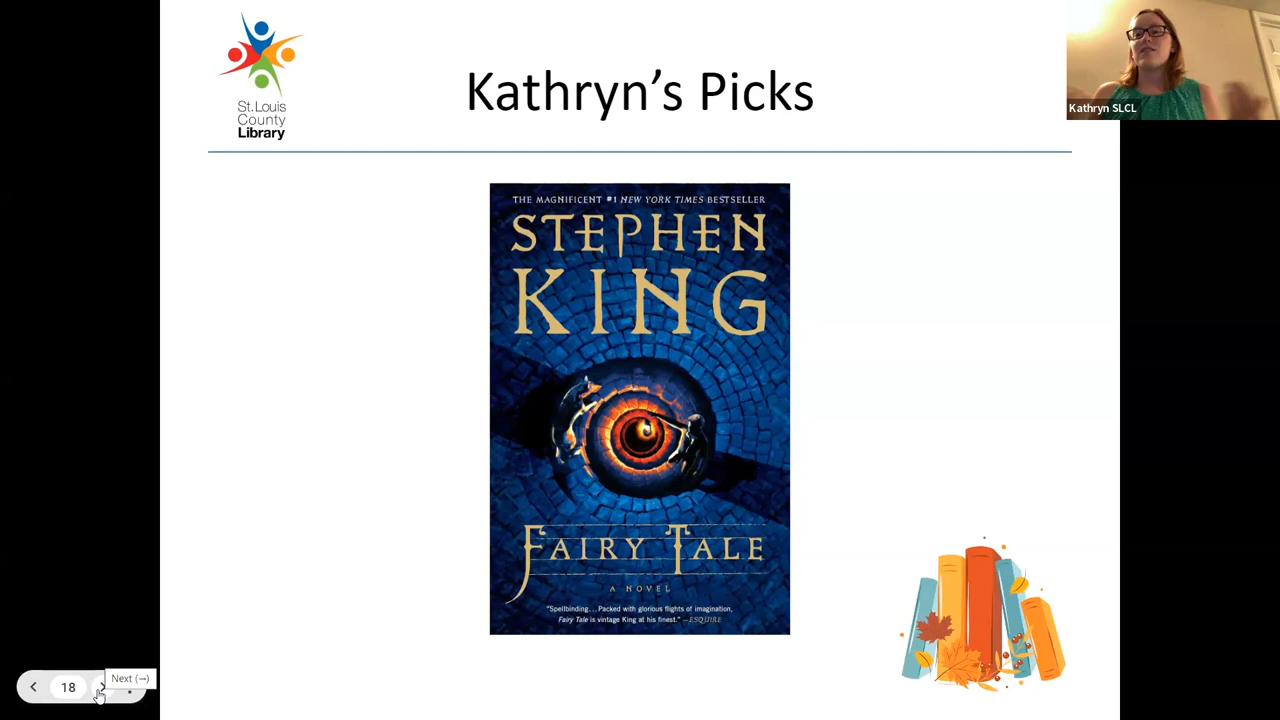 St.Louis
County
Library
Kathryn's Picks
Kathryn SLCL
THE MAGNIFICENT #1 NEW YORK TIMES BESTSELLER
STEPHEN
KING
FAIRY TALE
A NOVEL
"Spellbinding...Packed with glorious flights of imagination,
Fairy Tale is vintage King at his finest." —ESQUIRE
18
Next (→)